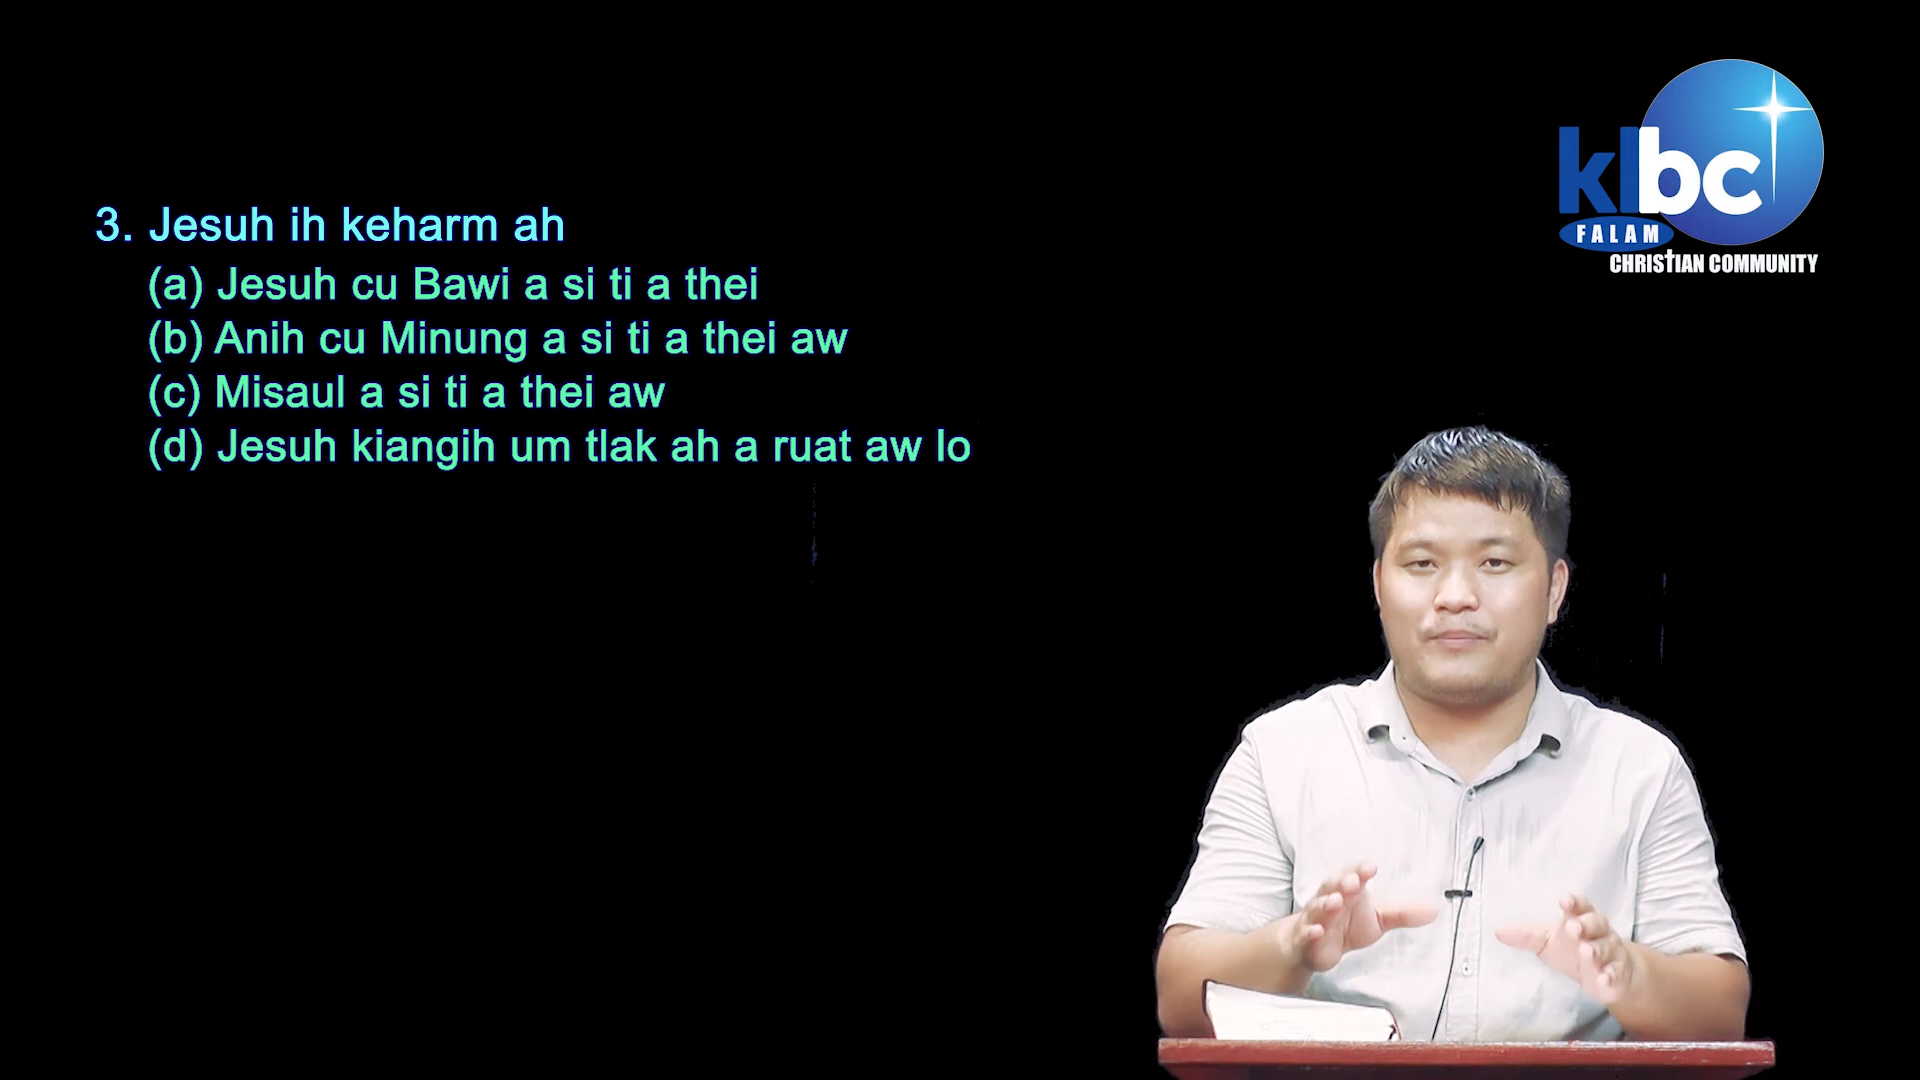 3. Jesuh ih keharm ah
(a) Jesuh cu Bawi a si ti a thei
(b) Anih cu Minung a si ti a thei aw
(c) Misaul a si ti a thei aw
(d) Jesuh kiangih um tlak ah a ruat aw lo
klbc
FALAM
CHRISTIAN COMMUNITY